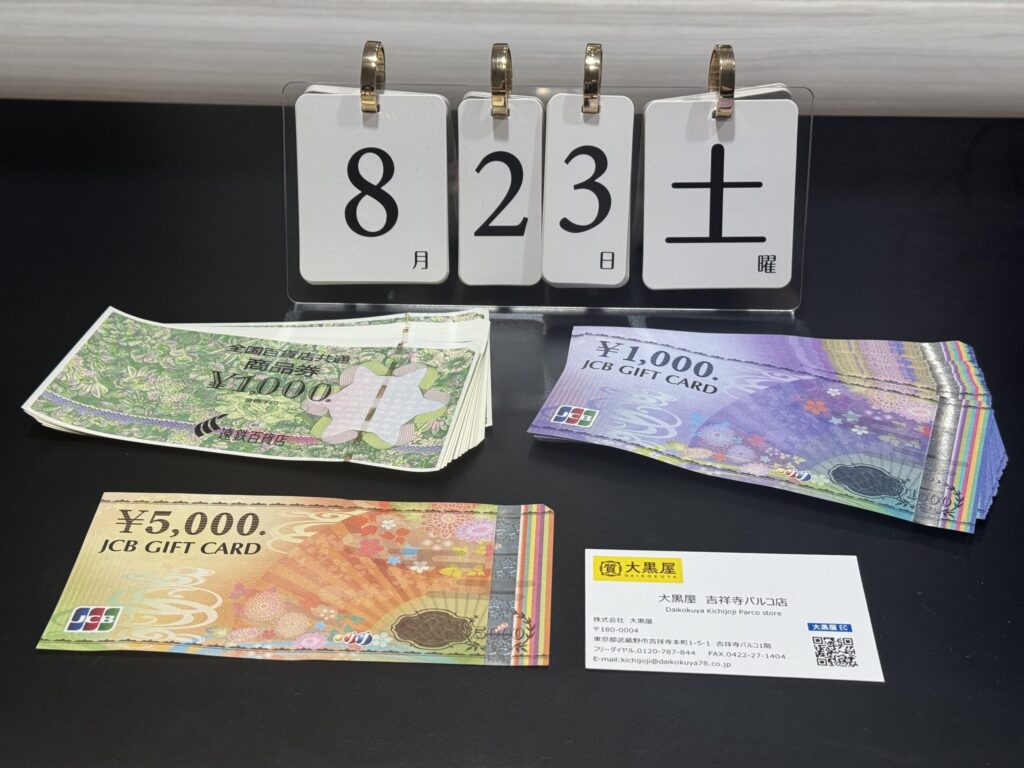 8月
23日
土曜
全国百貨店共通
商品券
¥1,000.
遠鉄百貨店
¥1,000.
JCB GIFT CARD
JCB
¥5,000.
JCB GIFT CARD
JCB
5000
質 大黒屋
DAIKOKUYA
大黒屋 吉祥寺パルコ店
Daikokuya Kichijoji Parco store
株式会社 大黒屋
〒180-0004
東京都武蔵野市吉祥寺本町1-5-1 吉祥寺パルコ1階
フリーダイヤル.0120-787-844 FAX.0422-27-1404
E-mail:kichijoji@daikokuya78.co.jp
大黒屋 EC